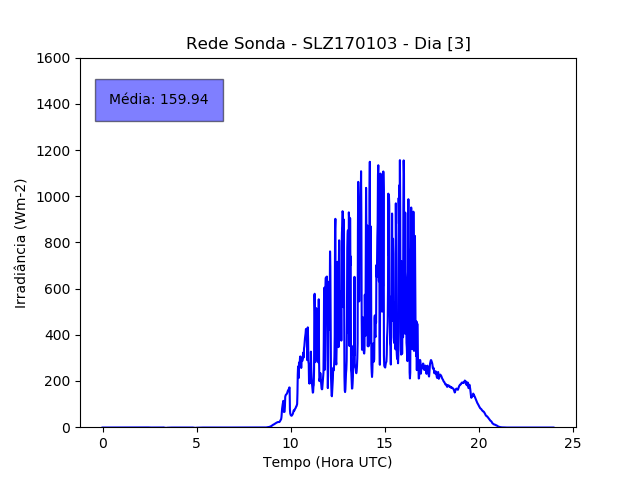 Rede Sonda - SLZ170103 - Dia [3]
1600
1400
1200
1000
800
600
400
200
0
Irradiância (Wm-2)
Média: 159.94
0 5 10 15 20 25
Tempo (Hora UTC)